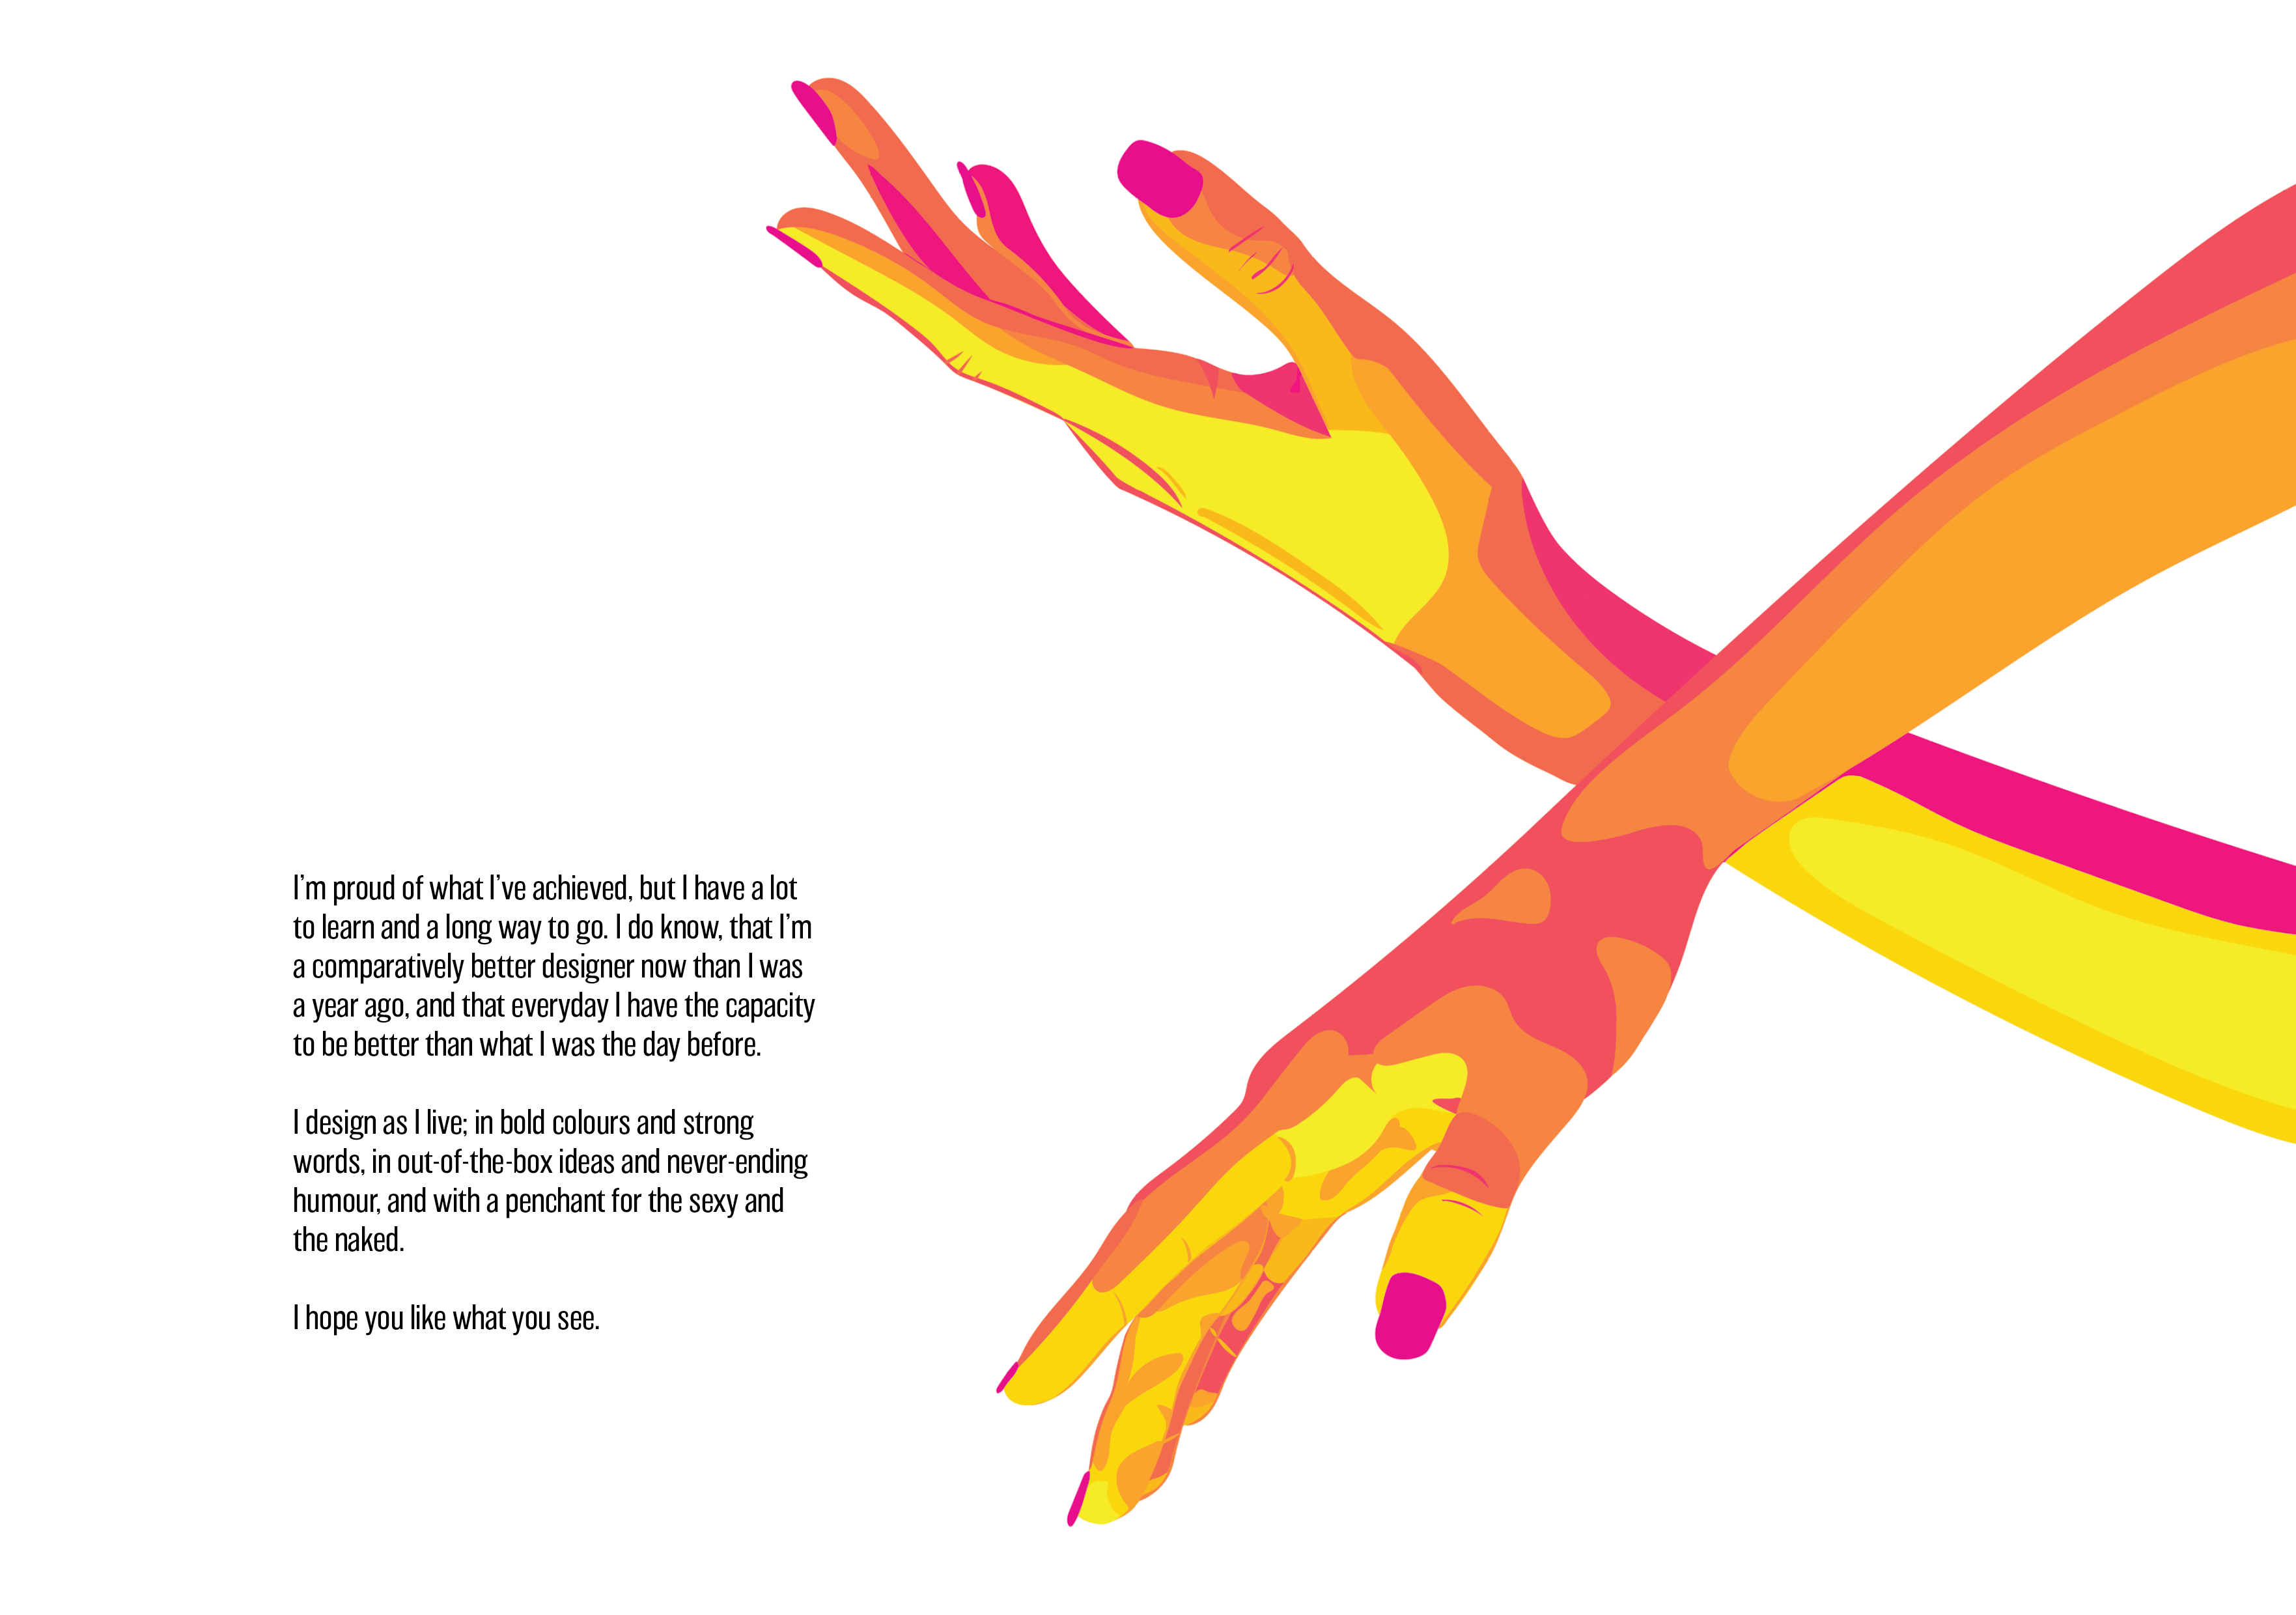 I’m proud of what I’ve achieved, but I have a lot
to learn and a long way to go. I do know, that I’m
a comparatively better designer now than I was
a year ago, and that everyday I have the capacity
to be better than what I was the day before.
I design as I live; in bold colours and strong
words, in out-of-the-box ideas and never-ending
humour, and with a penchant for the sexy and
the naked.
I hope you like what you see.